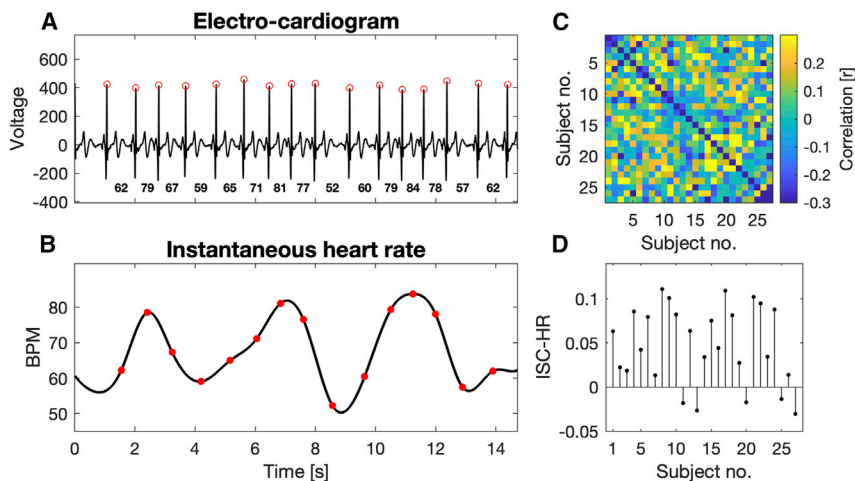 A
Electro-cardiogram
Voltage
600
400
200
0
-200
-400
62 79 67 59 65 71 81 77 52 60 79 84 78 57 62
B
Instantaneous heart rate
BPM
80
70
60
50
0 2 4 6 8 10 12 14
Time [s]
C
Subject no.
5
10
15
20
25
5 10 15 20 25
Subject no.
0.2
0.1
0
-0.1
-0.2
-0.3
Correlation [r]
D
ISC-HR
0.1
0.05
0
-0.05
1 5 10 15 20 25
Subject no.